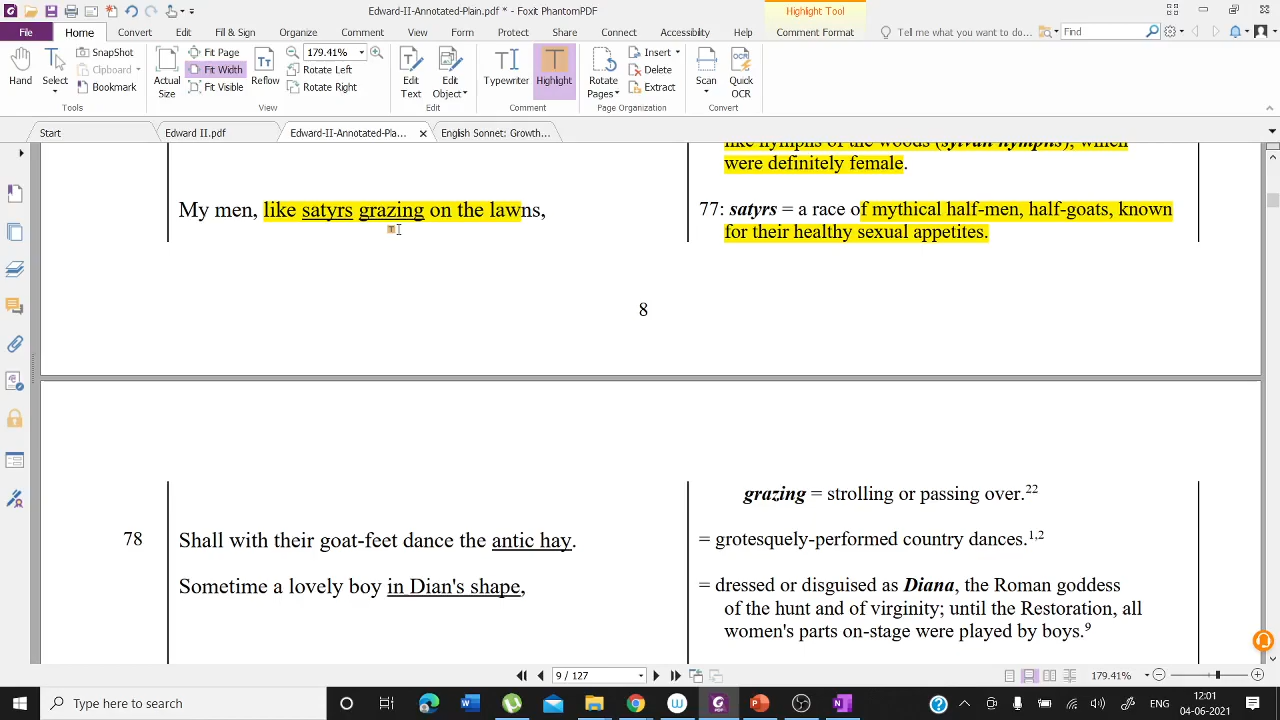 Edward-II-Annotated-Plain.pdf * - Foxit PhantomPDF
Highlight Tool
File Home Convert Edit Fill & Sign Organize Comment View Form Protect Share Connect Accessibility Help Comment Format Tell me what you want to do... Find
Hand
Select
SnapShot
Clipboard
Bookmark
Tools
Actual Size
Fit Page
Fit Width
Fit Visible
Reflow
179.41%
Rotate Left
Rotate Right
View
Edit Text
Edit Object
Edit
Typewriter
Highlight
Comment
Rotate Pages
Insert
Delete
Extract
Page Organization
Scan
Quick OCR
Convert
Start
Edward II.pdf
Edward-II-Annotated-Pla...
English Sonnet: Growth...
like nymphs of the woods (sylvan nymphs), which
were definitely female.
My men, like satyrs grazing on the lawns,
77: satyrs = a race of mythical half-men, half-goats, known
for their healthy sexual appetites.
8
grazing = strolling or passing over.22
78 Shall with their goat-feet dance the antic hay.
= grotesquely-performed country dances.1,2
Sometime a lovely boy in Dian's shape,
= dressed or disguised as Diana, the Roman goddess
of the hunt and of virginity; until the Restoration, all
women's parts on-stage were played by boys.9
9 / 127
179.41%
Type here to search
ENG
12:01
04-06-2021